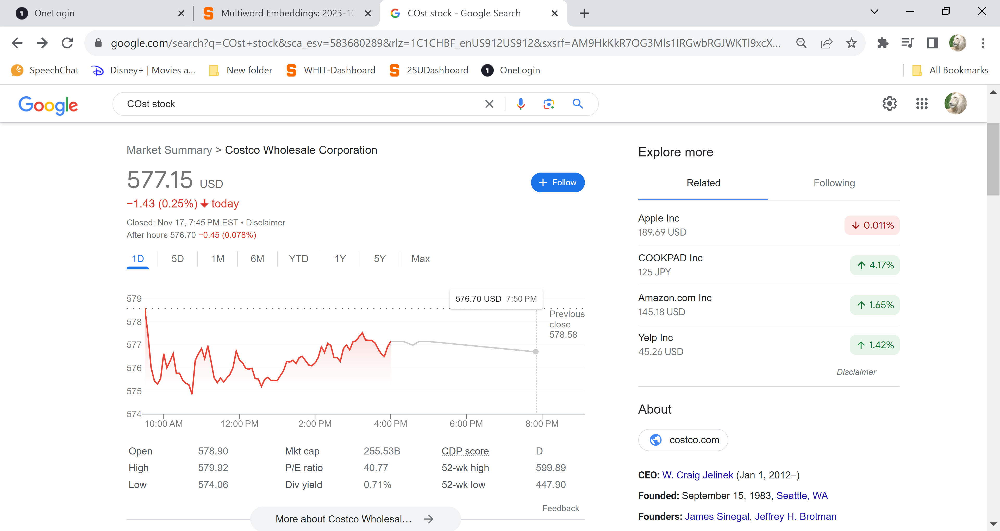 OneLogin
Multiword Embeddings: 2023-10
COst stock - Google Search
google.com/search?q=COst+stock&sca_esv=583680289&rlz=1C1CHBF_enUS912US912&sxsrf=AM9HkKkR7OG3Mls1IRGwbRGJWKTl9xcX...
SpeechChat
Disney+ | Movies a...
New folder
WHIT-Dashboard
2SUDashboard
OneLogin
All Bookmarks
Google
COst stock
Market Summary > Costco Wholesale Corporation
577.15 USD
Follow
−1.43 (0.25%) today
Closed: Nov 17, 7:45 PM EST • Disclaimer
After hours 576.70 −0.45 (0.078%)
1D 5D 1M 6M YTD 1Y 5Y Max
576.70 USD 7:50 PM
579
578
577
576
575
574
Previous
close
578.58
10:00 AM 12:00 PM 2:00 PM 4:00 PM 6:00 PM 8:00 PM
Open 578.90 Mkt cap 255.53B CDP score D
High 579.92 P/E ratio 40.77 52-wk high 599.89
Low 574.06 Div yield 0.71% 52-wk low 447.90
Feedback
More about Costco Wholesal...
Explore more
Related Following
Apple Inc
189.69 USD
0.011%
COOKPAD Inc
125 JPY
4.17%
Amazon.com Inc
145.18 USD
1.65%
Yelp Inc
45.26 USD
1.42%
Disclaimer
About
costco.com
CEO: W. Craig Jelinek (Jan 1, 2012–)
Founded: September 15, 1983, Seattle, WA
Founders: James Sinegal, Jeffrey H. Brotman